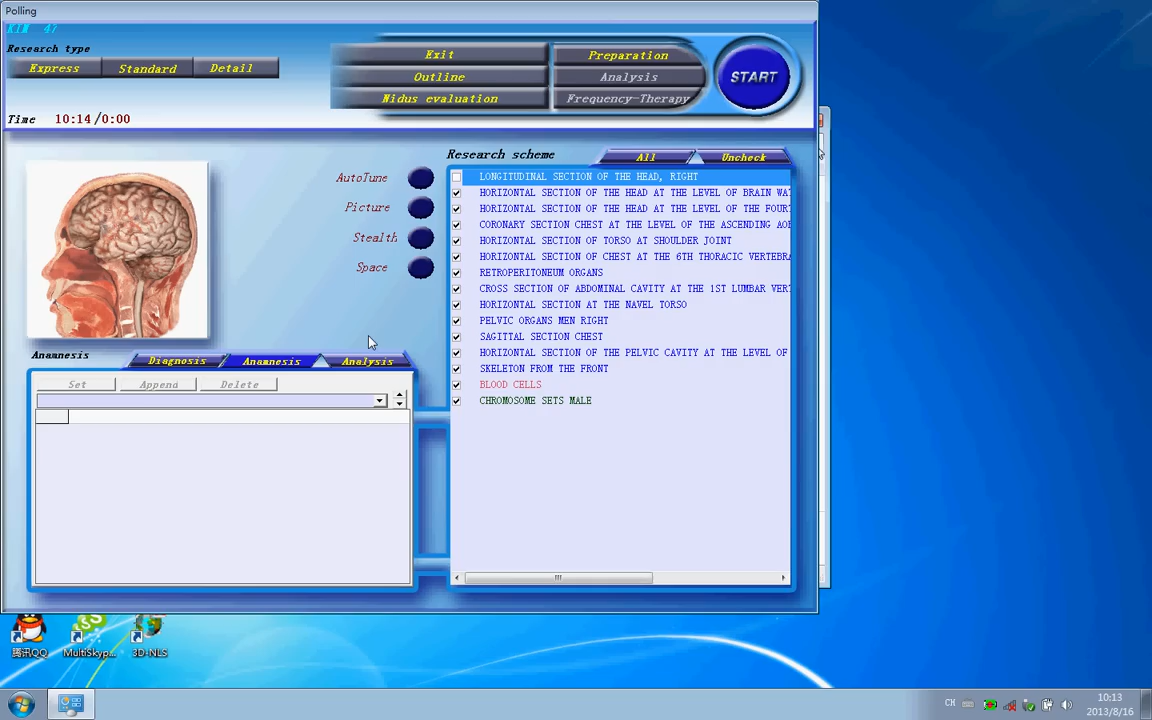 Polling
KIM 47
Research type
Express Standard Detail
Exit
Outline
Nidus evaluation
Preparation
Analysis
Frequency-Therapy
START
Time 10:14/0:00
AutoTune
Picture
Stealth
Space
Research scheme
All Uncheck
LONGITUDINAL SECTION OF THE HEAD, RIGHT
HORIZONTAL SECTION OF THE HEAD AT THE LEVEL OF BRAIN WA
HORIZONTAL SECTION OF THE HEAD AT THE LEVEL OF THE FOUR
CORONARY SECTION CHEST AT THE LEVEL OF THE ASCENDING AO
HORIZONTAL SECTION OF TORSO AT SHOULDER JOINT
HORIZONTAL SECTION OF CHEST AT THE 6TH THORACIC VERTEBRA
RETROPERITONEUM ORGANS
CROSS SECTION OF ABDOMINAL CAVITY AT THE 1ST LUMBAR VER
HORIZONTAL SECTION AT THE NAVEL TORSO
PELVIC ORGANS MEN RIGHT
SAGITTAL SECTION CHEST
HORIZONTAL SECTION OF THE PELVIC CAVITY AT THE LEVEL OF
SKELETON FROM THE FRONT
BLOOD CELLS
CHROMOSOME SETS MALE
Anamnesis
Diagnosis Anamnesis Analysis
Set Append Delete
腾讯QQ
MultiSkyp...
3D-NLS
CH
10:13
2013/8/16